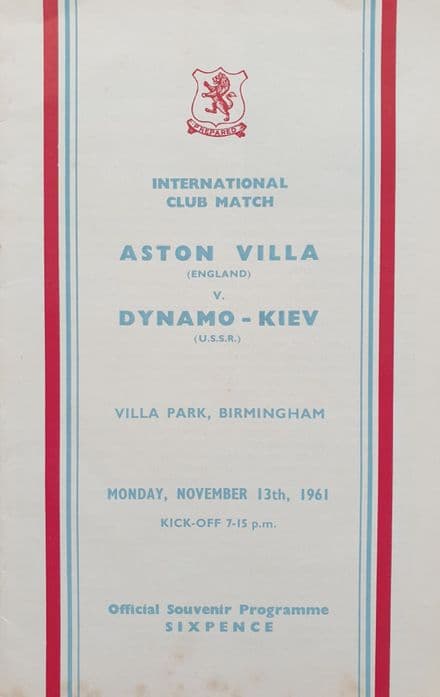 PREPARED
INTERNATIONAL
CLUB MATCH
ASTON VILLA
(ENGLAND)
V.
DYNAMO - KIEV
(U.S.S.R.)
VILLA PARK, BIRMINGHAM
MONDAY, NOVEMBER 13th, 1961
KICK-OFF 7-15 p.m.
Official Souvenir Programme
SIXPENCE